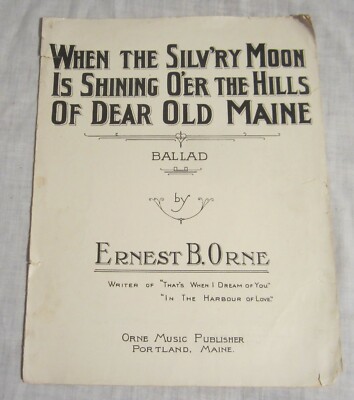 When the Silv'ry Moon
Is Shining O'er the Hills
Of Dear Old Maine
Ballad
by
Ernest B. Orne
Writer of "That's When I Dream of You"
"In the Harbour of Love"
Orne Music Publisher
Portland, Maine.